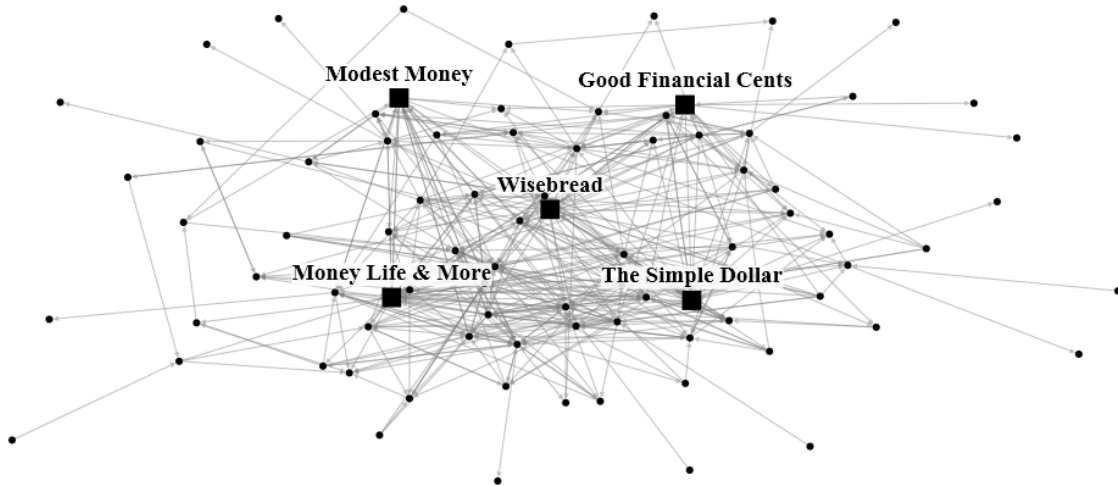 Modest Money
Good Financial Cents
Wisebread
Money Life & More
The Simple Dollar